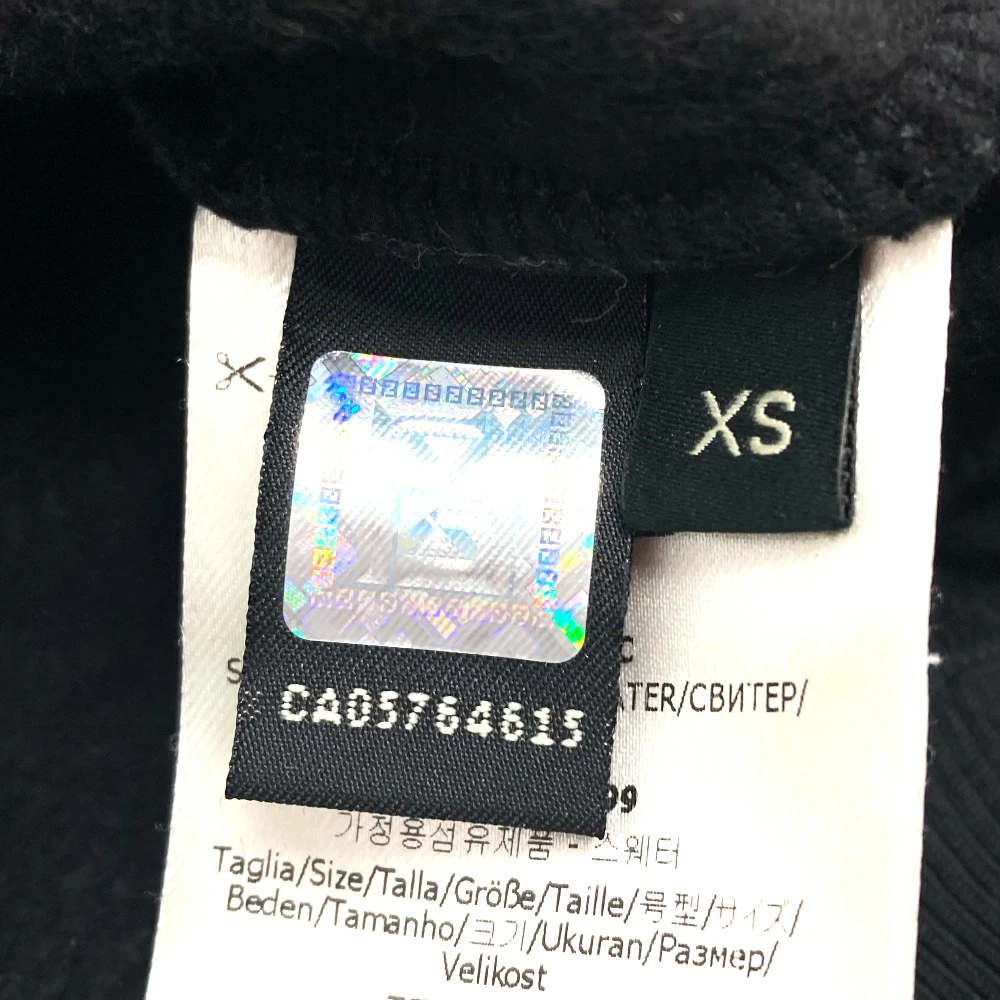 XS
CA05764615
ATER/СВИТЕР/
99
가정용섬유제품 - 스웨터
Taglia/Size/Talla/Größe/Taille/号型/サイズ/
Beden/Tamanho/크기/Ukuran/Размер/
Velikost